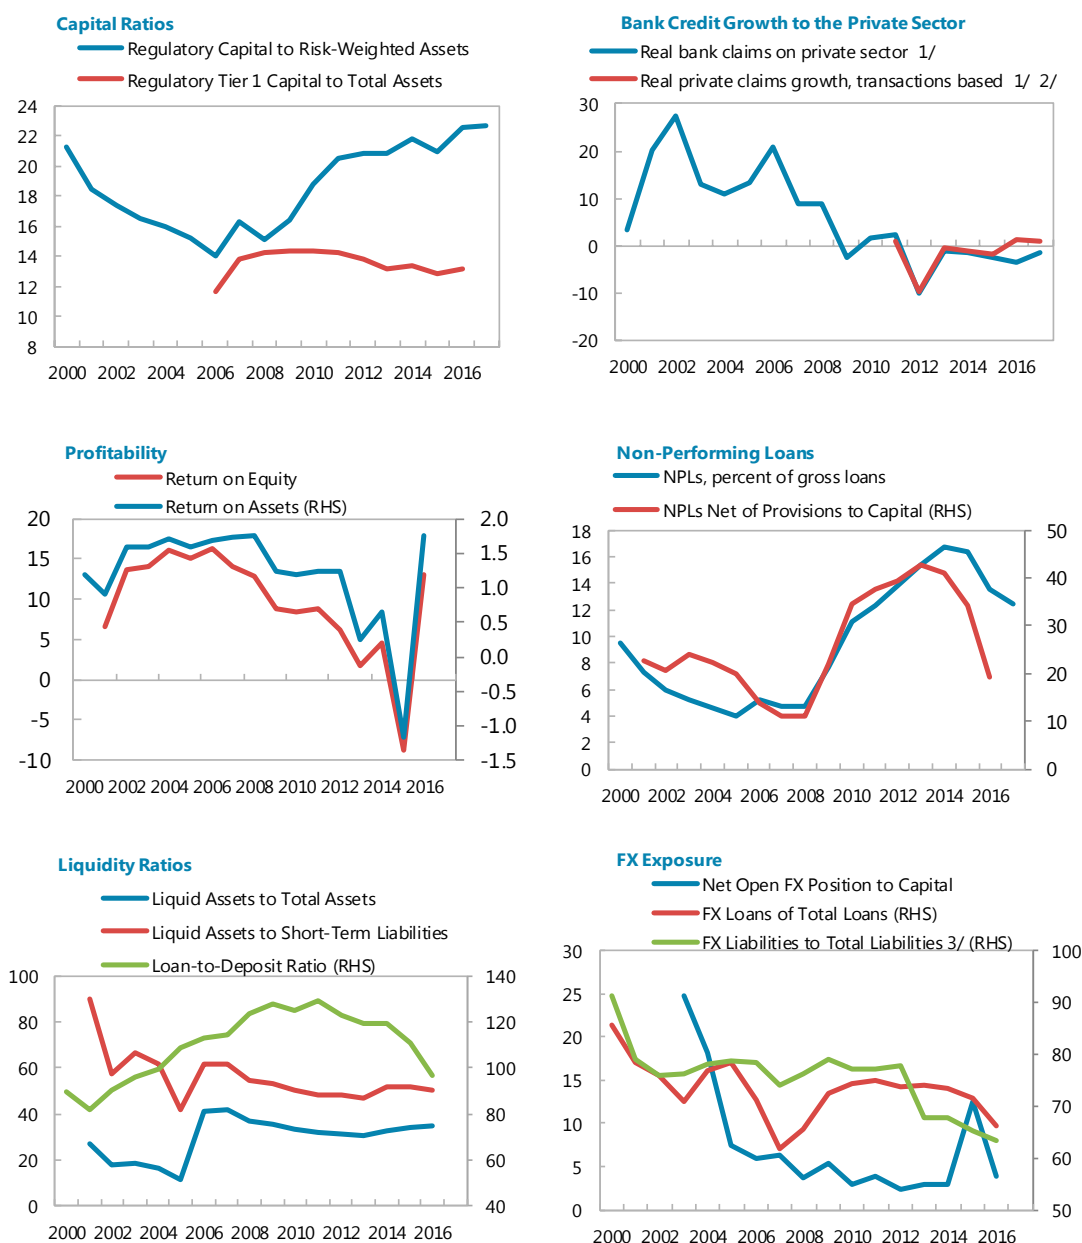 Capital Ratios
Regulatory Capital to Risk-Weighted Assets
Regulatory Tier 1 Capital to Total Assets
24
22
20
18
16
14
12
10
8
2000 2002 2004 2006 2008 2010 2012 2014 2016
Bank Credit Growth to the Private Sector
Real bank claims on private sector 1/
Real private claims growth, transactions based 1/ 2/
30
20
10
0
-10
-20
2000 2002 2004 2006 2008 2010 2012 2014 2016
Profitability
Return on Equity
Return on Assets (RHS)
20 2.0
15 1.5
10 1.0
5 0.5
0 0.0
-5 -0.5
-10 -1.0
-1.5
2000 2002 2004 2006 2008 2010 2012 2014 2016
Non-Performing Loans
NPLs, percent of gross loans
NPLs Net of Provisions to Capital (RHS)
18 50
16 40
14 30
12 20
10 10
8 0
6
4
2
0
2000 2002 2004 2006 2008 2010 2012 2014 2016
Liquidity Ratios
Liquid Assets to Total Assets
Liquid Assets to Short-Term Liabilities
Loan-to-Deposit Ratio (RHS)
100 140
80 120
60 100
40 80
20 60
0 40
2000 2002 2004 2006 2008 2010 2012 2014 2016
FX Exposure
Net Open FX Position to Capital
FX Loans of Total Loans (RHS)
FX Liabilities to Total Liabilities 3/ (RHS)
30 100
25 90
20 80
15 70
10 60
5 50
0
2000 2002 2004 2006 2008 2010 2012 2014 2016